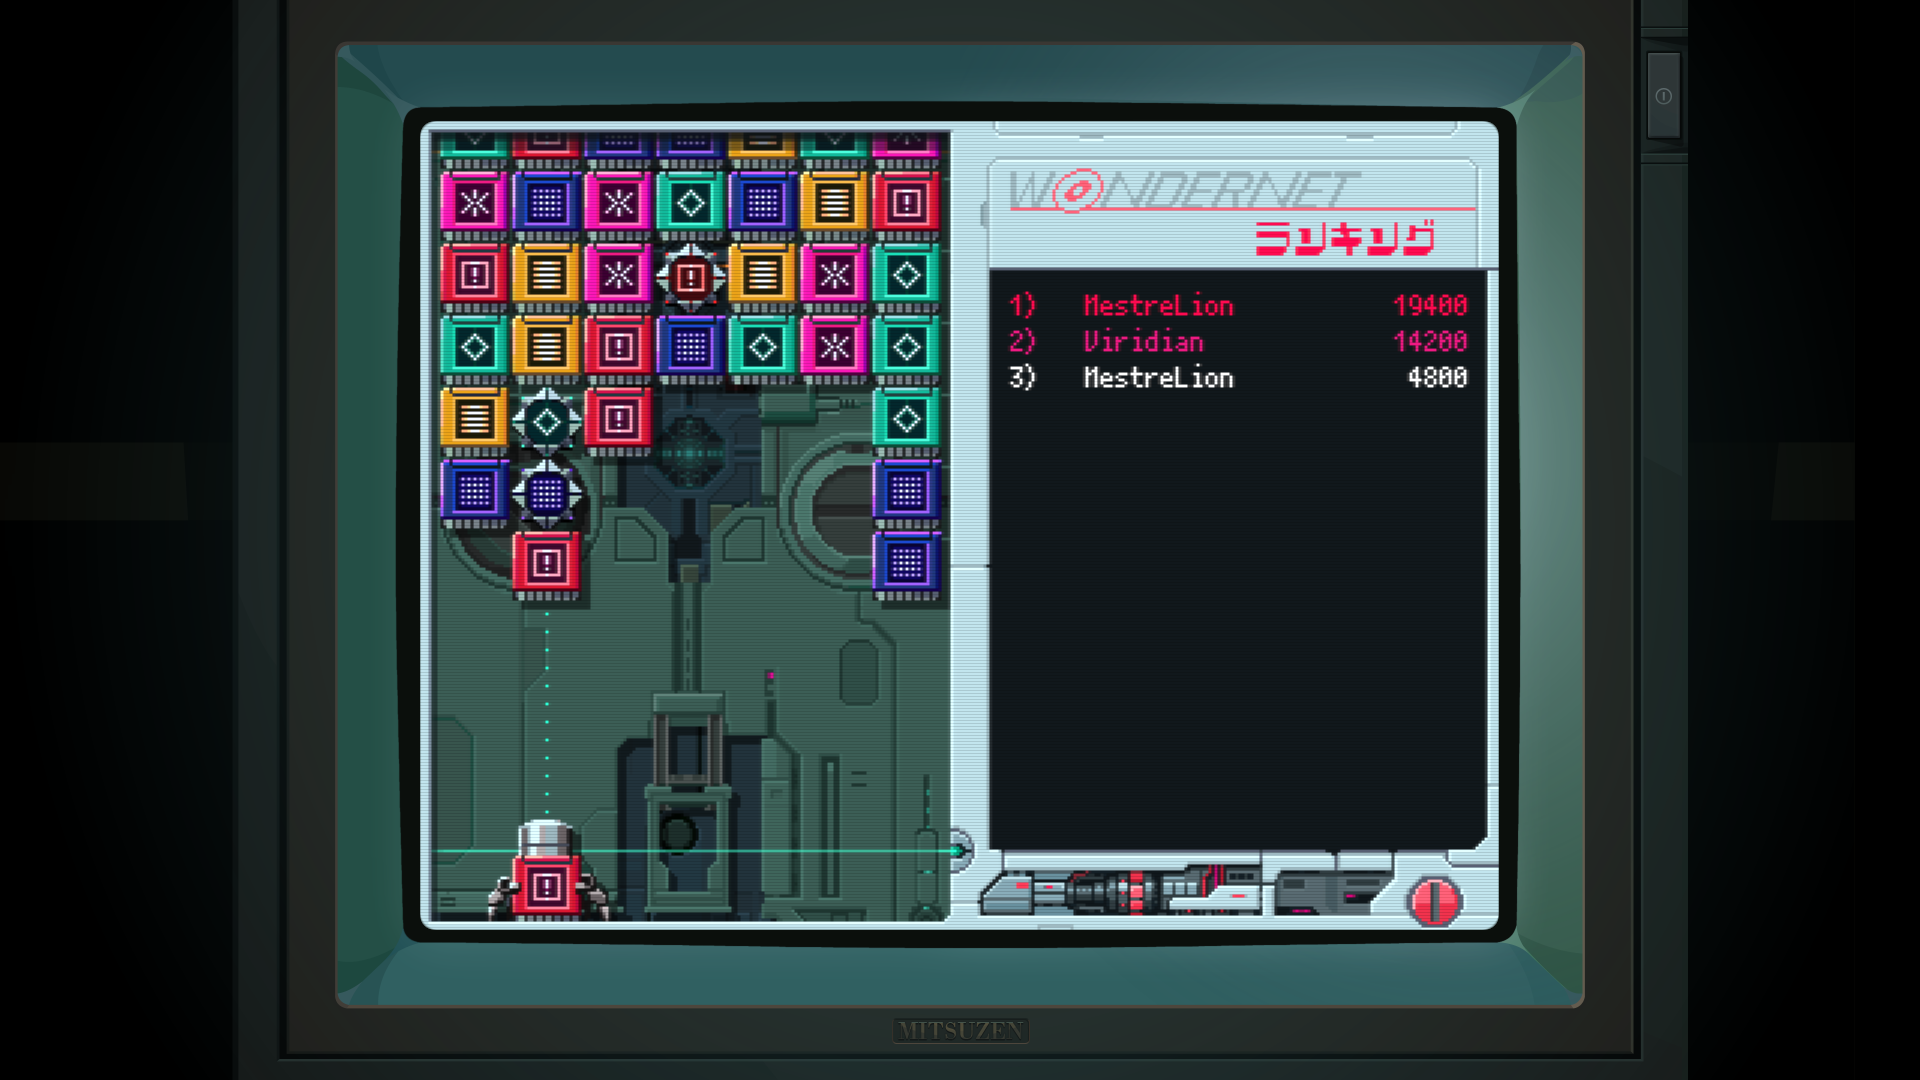 WONDERNET
ランキング
1) MestreLion 19400
2) Viridian 14200
3) MestreLion 4800
MITSUZEN